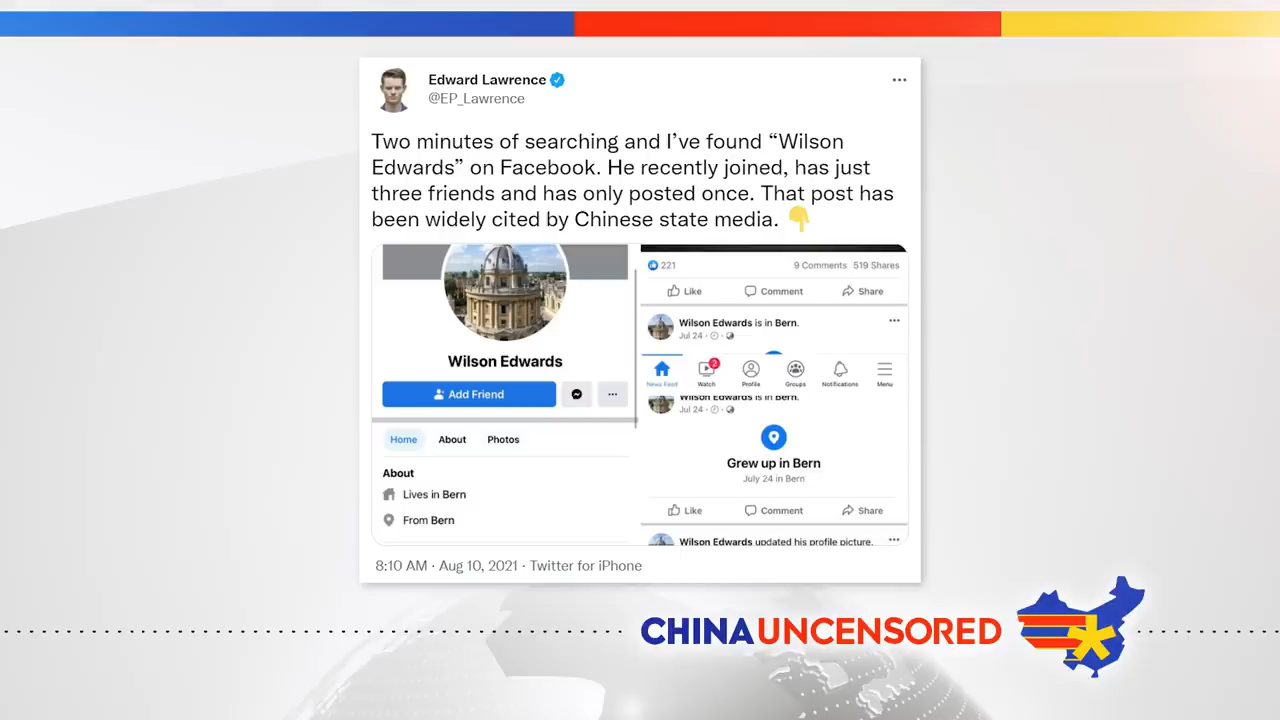 Edward Lawrence
@EP_Lawrence
Two minutes of searching and I’ve found “Wilson
Edwards” on Facebook. He recently joined, has just
three friends and has only posted once. That post has
been widely cited by Chinese state media.
Wilson Edwards
Add Friend
Home About Photos
About
Lives in Bern
From Bern
221 9 Comments 519 Shares
Like Comment Share
Wilson Edwards is in Bern.
Jul 24
2
News Feed Watch Profile Groups Notifications Menu
Wilson Edwards is in Bern.
Jul 24
Grew up in Bern
July 24 in Bern
Like Comment Share
Wilson Edwards updated his profile picture.
8:10 AM · Aug 10, 2021 · Twitter for iPhone
CHINA UNCENSORED